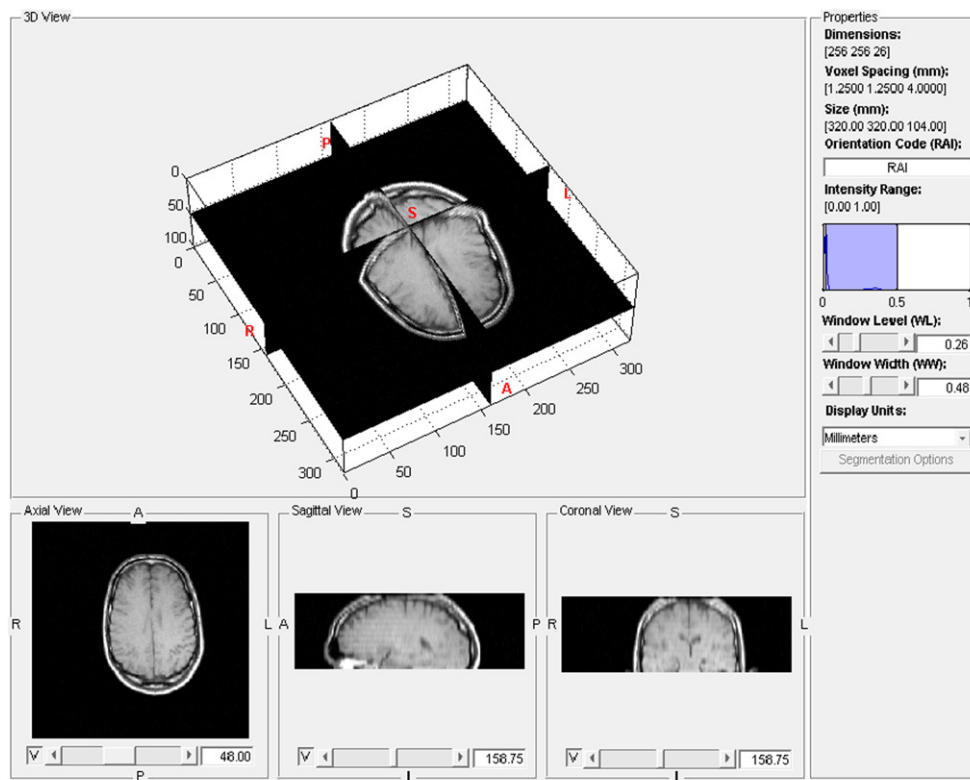 3D View
P
L
S
R
A
0
50
100
0
50
100
150
200
250
300
0
50
100
150
200
250
300
Properties
Dimensions:
[256 256 26]
Voxel Spacing (mm):
[1.2500 1.2500 4.0000]
Size (mm):
[320.00 320.00 104.00]
Orientation Code (RAI):
RAI
Intensity Range:
[0.00 1.00]
0 0.5 1
Window Level (WL):
0.26
Window Width (WW):
0.48
Display Units:
Millimeters
Segmentation Options
Axial View A
R L
48.00
P
Sagittal View S
A P
158.75
I
Coronal View S
R L
158.75
I